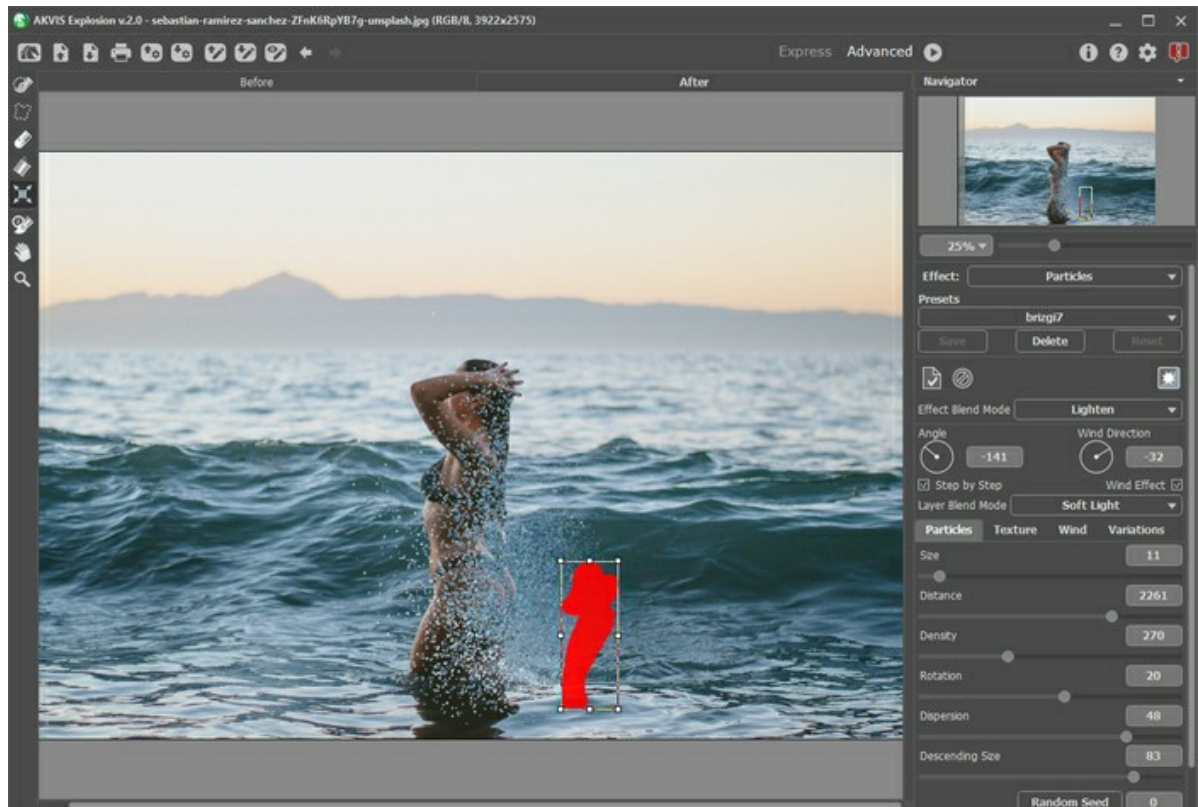 AKVIS Explosion v.2.0 - sebastian-ramirez-sanchez-ZFnK6RpYB7g-unsplash.jpg (RGB/8, 3922x2575)
Express Advanced
Before After
Navigator
25%
Effect: Particles
Presets
brizgi7
Save Delete Reset
Effect Blend Mode Lighten
Angle Wind Direction
-141 -32
Step by Step Wind Effect
Layer Blend Mode Soft Light
Particles Texture Wind Variations
Size 11
Distance 2261
Density 270
Rotation 20
Dispersion 48
Descending Size 83
Random Seed 0